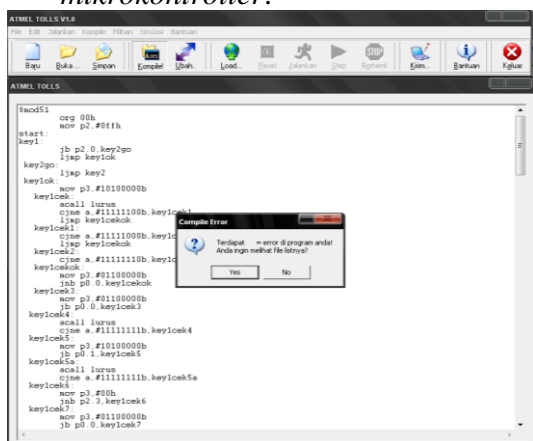 mikrokontroller.
ATMEL TOLLS V1.0
File Edit Jalankan Kompile Pilihan Simulasi Bantuan
Baru Buka... Simpan Kompile! Ubah.. Load... Reset Jalankan Step Berhenti Kirim... Bantuan Keluar
ATMEL TOLLS
$mod51
org 00h
mov p2,#0ffh
start:
key1:
jb p2.0,key2go
ljmp key1ok
key2go:
ljmp key2
key1ok:
mov p3,#10100000b
key1cek:
acall lurus
cjne a,#11111100b,key1cek1
ljmp key1cekok
key1cek1:
cjne a,#11111000b,key1c
ljmp key1cekok
key1cek2:
cjne a,#11111110b,key1c
key1cekok:
mov p3,#01100000b
jnb p0.0,key1cekok
key1cek3:
mov p3,#01100000b
jb p0.0,key1cek3
key1cek4:
acall lurus
cjne a,#11111111b,key1cek4
key1cek5:
mov p3,#10100000b
jb p0.1,key1cek5
key1cek5a:
acall lurus
cjne a,#11111111b,key1cek5a
key1cek6:
mov p3,#00h
jnb p2.3,key1cek6
key1cek7:
mov p3,#01100000b
jb p0.0,key1cek7
Compile Error
Terdapat = error di program anda!
Anda ingin melihat file listnya?
Yes No